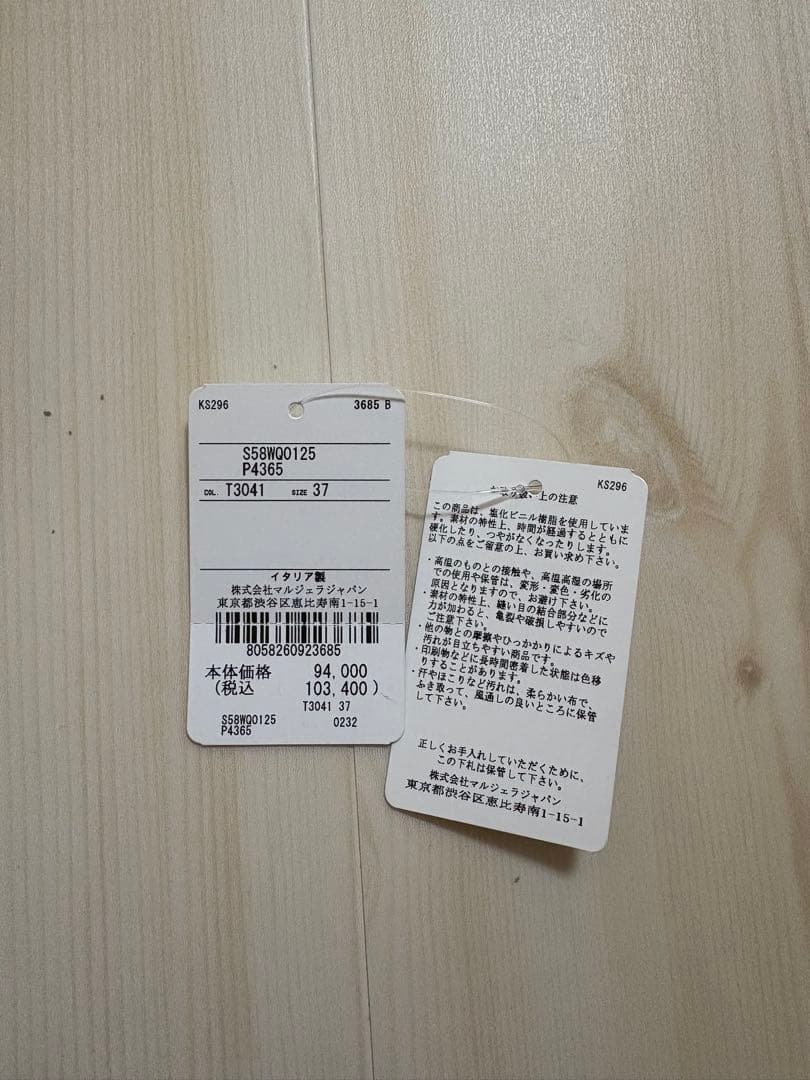 KS296
3685 B
S58WQ0125
P4365
COL. T3041 SIZE 37
イタリア製
株式会社マルジェラジャパン
東京都渋谷区恵比寿南1-15-1
8058260923685
本体価格 94,000
(税込 103,400 )
T3041 37
S58WQ0125 0232
P4365
KS296
上の注意
この商品は、塩化ビニル樹脂を使用していま
す。素材の特性上、時間が経過するとともに
硬化したり、つやがなくなったりします。
以下の点をご留意の上、お買い求め下さい。
・高温のものとの接触や、高温高湿の場所
での使用や保管は、変形・変色・劣化の
原因となりますので、お避け下さい。
・素材の特性上、縫い目の結合部分などに
力が加わると、亀裂や破損しやすいので
ご注意下さい。
・他の物との摩擦やひっかかりによるキズや
汚れが目立ちやすい商品です。
・印刷物などに長時間密着した状態は色移
りすることがあります。
・汗やほこりなど汚れは、柔らかい布で、
ふき取って、風通しの良いところに保管
して下さい。
正しくお手入れしていただくために、
この下札は保管して下さい。
株式会社マルジェラジャパン
東京都渋谷区恵比寿南1-15-1